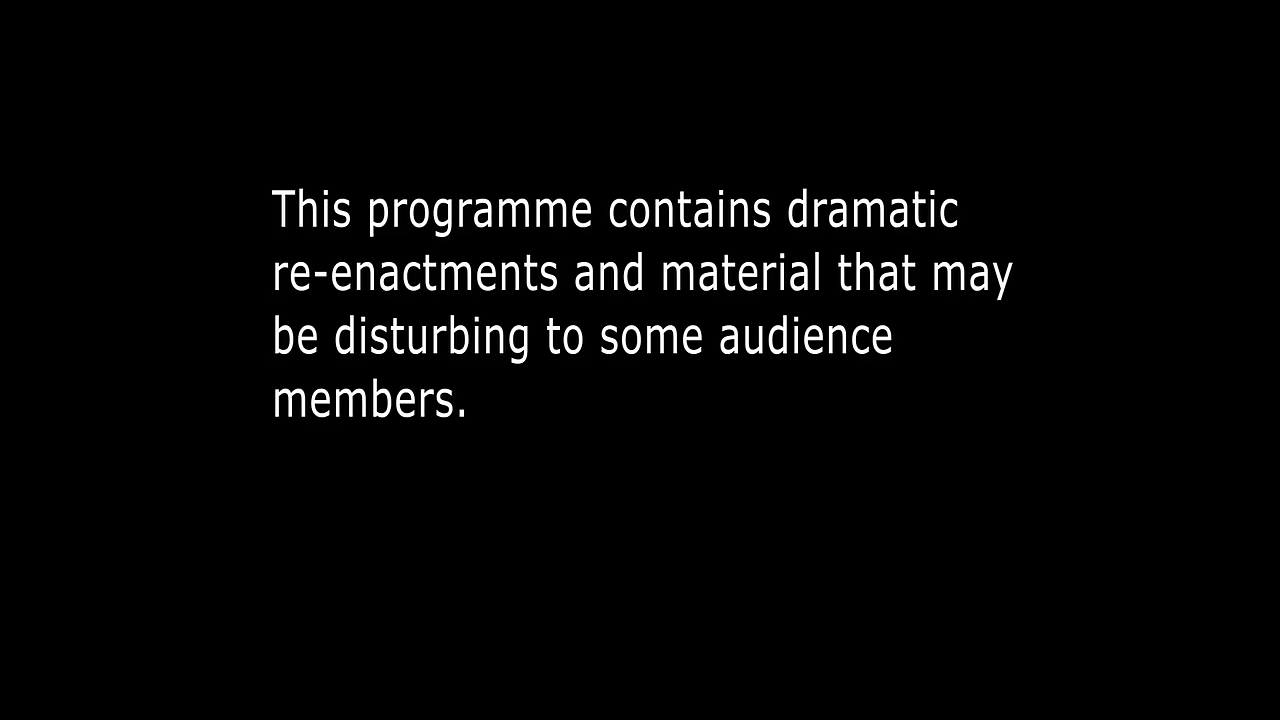 This programme contains dramatic
re-enactments and material that may
be disturbing to some audience
members.